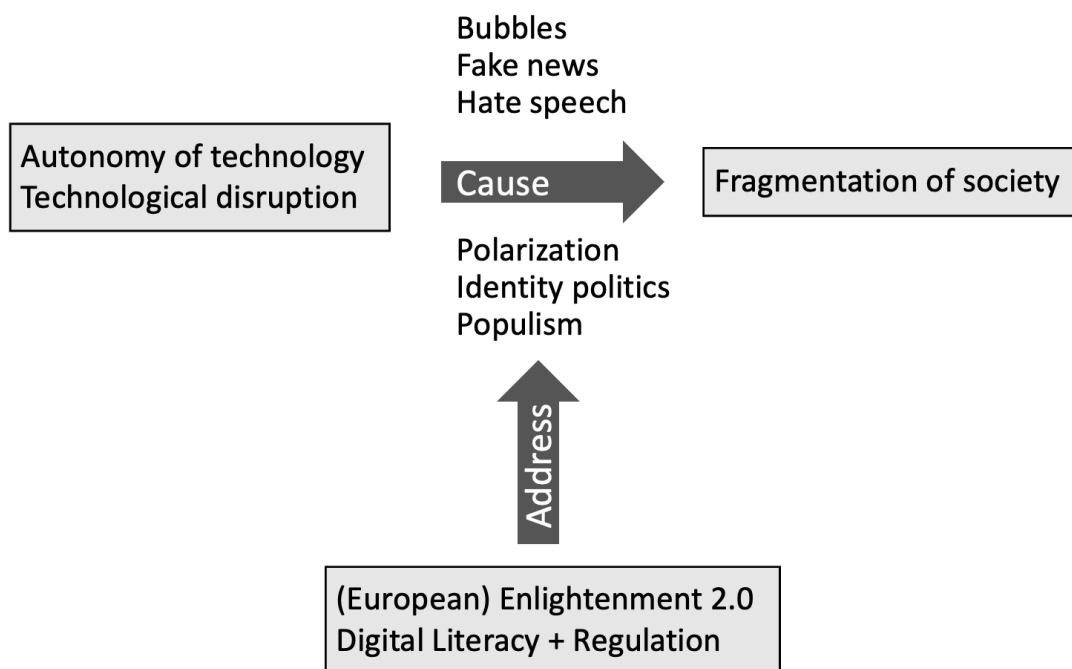 Bubbles
Fake news
Hate speech
Autonomy of technology
Technological disruption
Cause
Fragmentation of society
Polarization
Identity politics
Populism
Address
(European) Enlightenment 2.0
Digital Literacy + Regulation